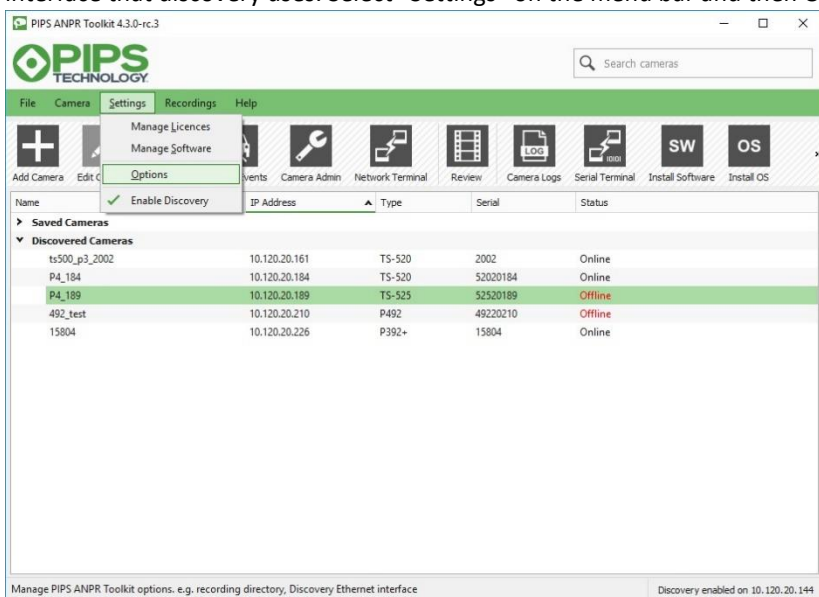 interface that discovery uses. Select "Settings" on the menu bar and then
PIPS ANPR Toolkit 4.3.0-rc.3
PIPS
TECHNOLOGY
Search cameras
File Camera Settings Recordings Help
Manage Licences
Manage Software
Options
Enable Discovery
Add Camera Edit C vents Camera Admin Network Terminal Review Camera Logs Serial Terminal Install Software Install OS
LOG
IOIOI
SW
OS
Name IP Address Type Serial Status
Saved Cameras
Discovered Cameras
ts500_p3_2002 10.120.20.161 TS-520 2002 Online
P4_184 10.120.20.184 TS-520 52020184 Online
P4_189 10.120.20.189 TS-525 52520189 Offline
492_test 10.120.20.210 P492 49220210 Offline
15804 10.120.20.226 P392+ 15804 Online
Manage PIPS ANPR Toolkit options. e.g. recording directory, Discovery Ethernet interface
Discovery enabled on 10.120.20.144